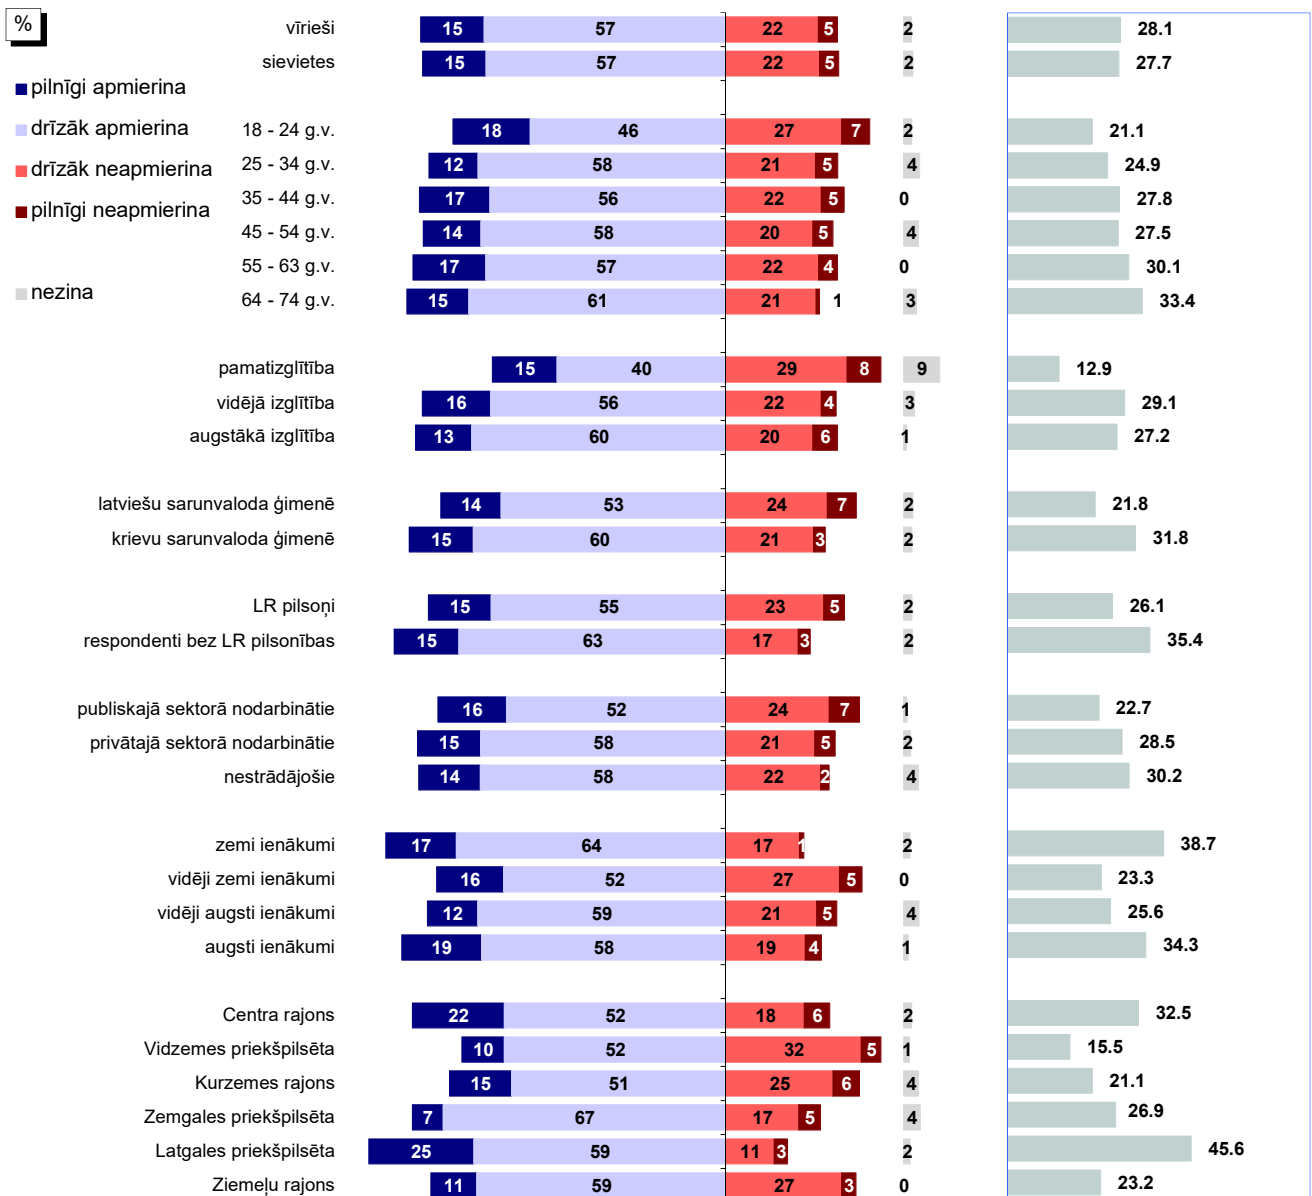 %
pilnīgi apmierina
drīzāk apmierina
drīzāk neapmierina
pilnīgi neapmierina
nezina
vīrieši 15 57 22 5 2 28.1
sievietes 15 57 22 5 2 27.7
18 - 24 g.v. 18 46 27 7 2 21.1
25 - 34 g.v. 12 58 21 5 4 24.9
35 - 44 g.v. 17 56 22 5 0 27.8
45 - 54 g.v. 14 58 20 5 4 27.5
55 - 63 g.v. 17 57 22 4 0 30.1
64 - 74 g.v. 15 61 21 1 3 33.4
pamatizglītība 15 40 29 8 9 12.9
vidējā izglītība 16 56 22 4 3 29.1
augstākā izglītība 13 60 20 6 1 27.2
latviešu sarunvaloda ģimenē 14 53 24 7 2 21.8
krievu sarunvaloda ģimenē 15 60 21 3 2 31.8
LR pilsoņi 15 55 23 5 2 26.1
respondenti bez LR pilsonības 15 63 17 3 2 35.4
publiskajā sektorā nodarbinātie 16 52 24 7 1 22.7
privātajā sektorā nodarbinātie 15 58 21 5 2 28.5
nestrādājošie 14 58 22 2 4 30.2
zemi ienākumi 17 64 17 1 2 38.7
vidēji zemi ienākumi 16 52 27 5 0 23.3
vidēji augsti ienākumi 12 59 21 5 4 25.6
augsti ienākumi 19 58 19 4 1 34.3
Centra rajons 22 52 18 6 2 32.5
Vidzemes priekšpilsēta 10 52 32 5 1 15.5
Kurzemes rajons 15 51 25 6 4 21.1
Zemgales priekšpilsēta 7 67 17 5 4 26.9
Latgales priekšpilsēta 25 59 11 3 2 45.6
Ziemeļu rajons 11 59 27 3 0 23.2